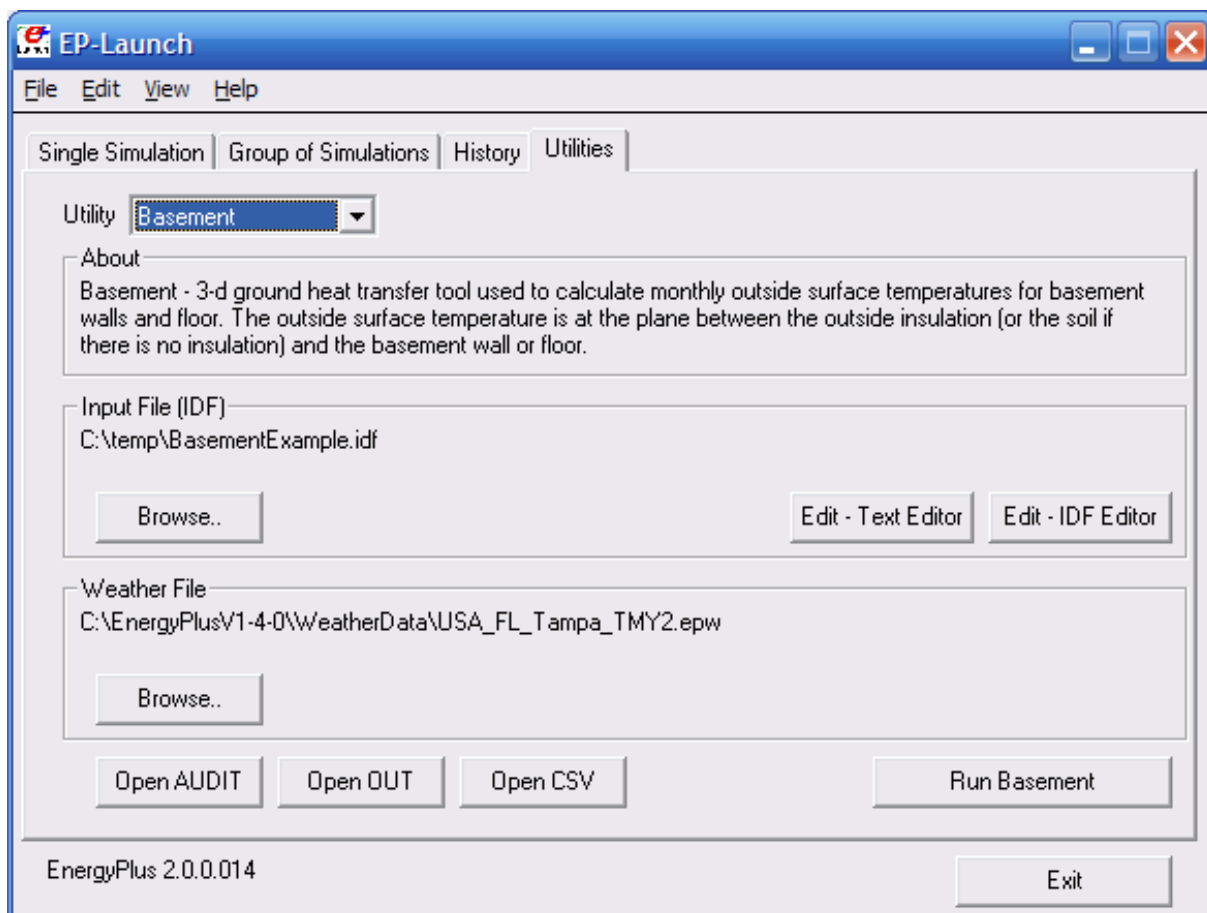 EP-Launch
File Edit View Help
Single Simulation Group of Simulations History Utilities
Utility Basement
About
Basement - 3-d ground heat transfer tool used to calculate monthly outside surface temperatures for basement
walls and floor. The outside surface temperature is at the plane between the outside insulation (or the soil if
there is no insulation) and the basement wall or floor.
Input File (IDF)
C:\temp\BasementExample.idf
Browse.. Edit - Text Editor Edit - IDF Editor
Weather File
C:\EnergyPlusV1-4-0\WeatherData\USA_FL_Tampa_TMY2.epw
Browse..
Open AUDIT Open OUT Open CSV Run Basement
EnergyPlus 2.0.0.014 Exit